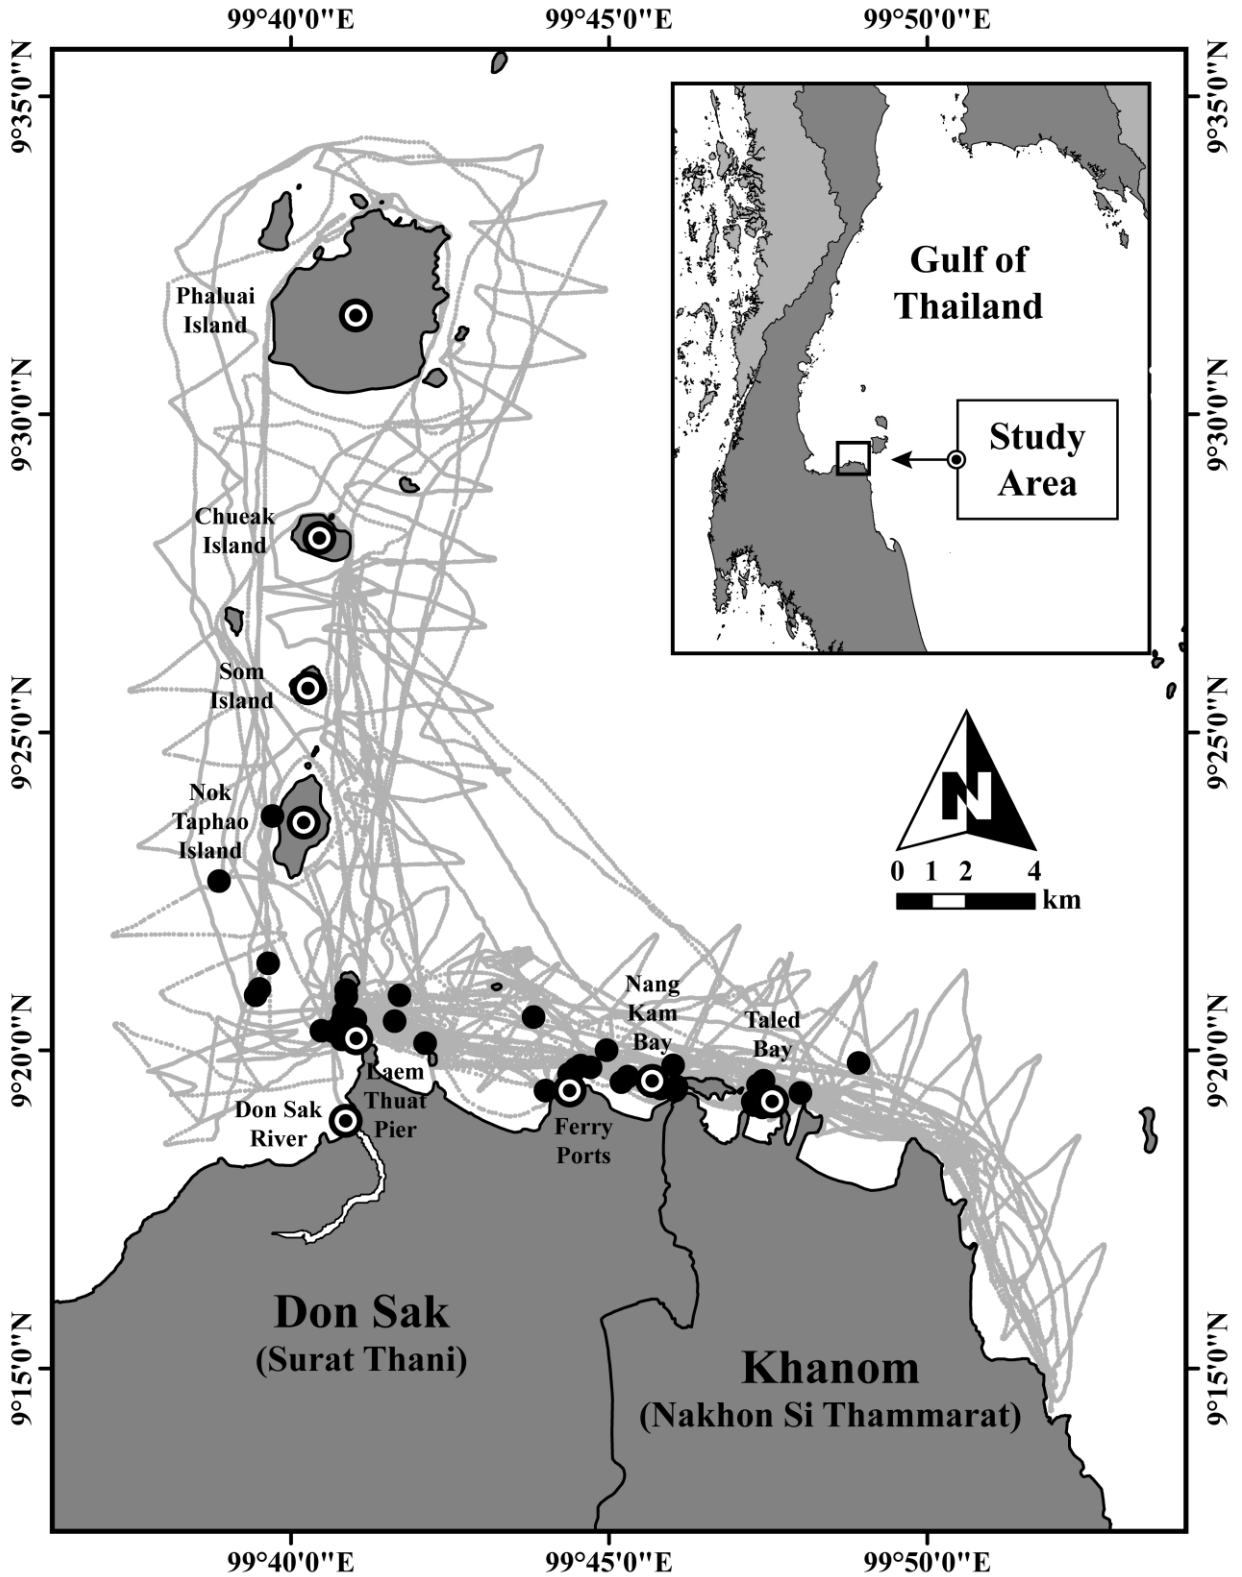 99°40'0"E
99°45'0"E
99°50'0"E
9°35'0"N
9°35'0"N
Gulf of
Thailand
Phaluai
Island
9°30'0"N
9°30'0"N
Study
Area
Chueak
Island
Som
Island
9°25'0"N
9°25'0"N
N
Nok
Taphao
Island
0 1 2 4
km
Nang
Kam
Bay
Taled
Bay
9°20'0"N
9°20'0"N
Laem
Thuat
Pier
Don Sak
River
Ferry
Ports
Don Sak
(Surat Thani)
Khanom
(Nakhon Si Thammarat)
9°15'0"N
9°15'0"N
99°40'0"E
99°45'0"E
99°50'0"E